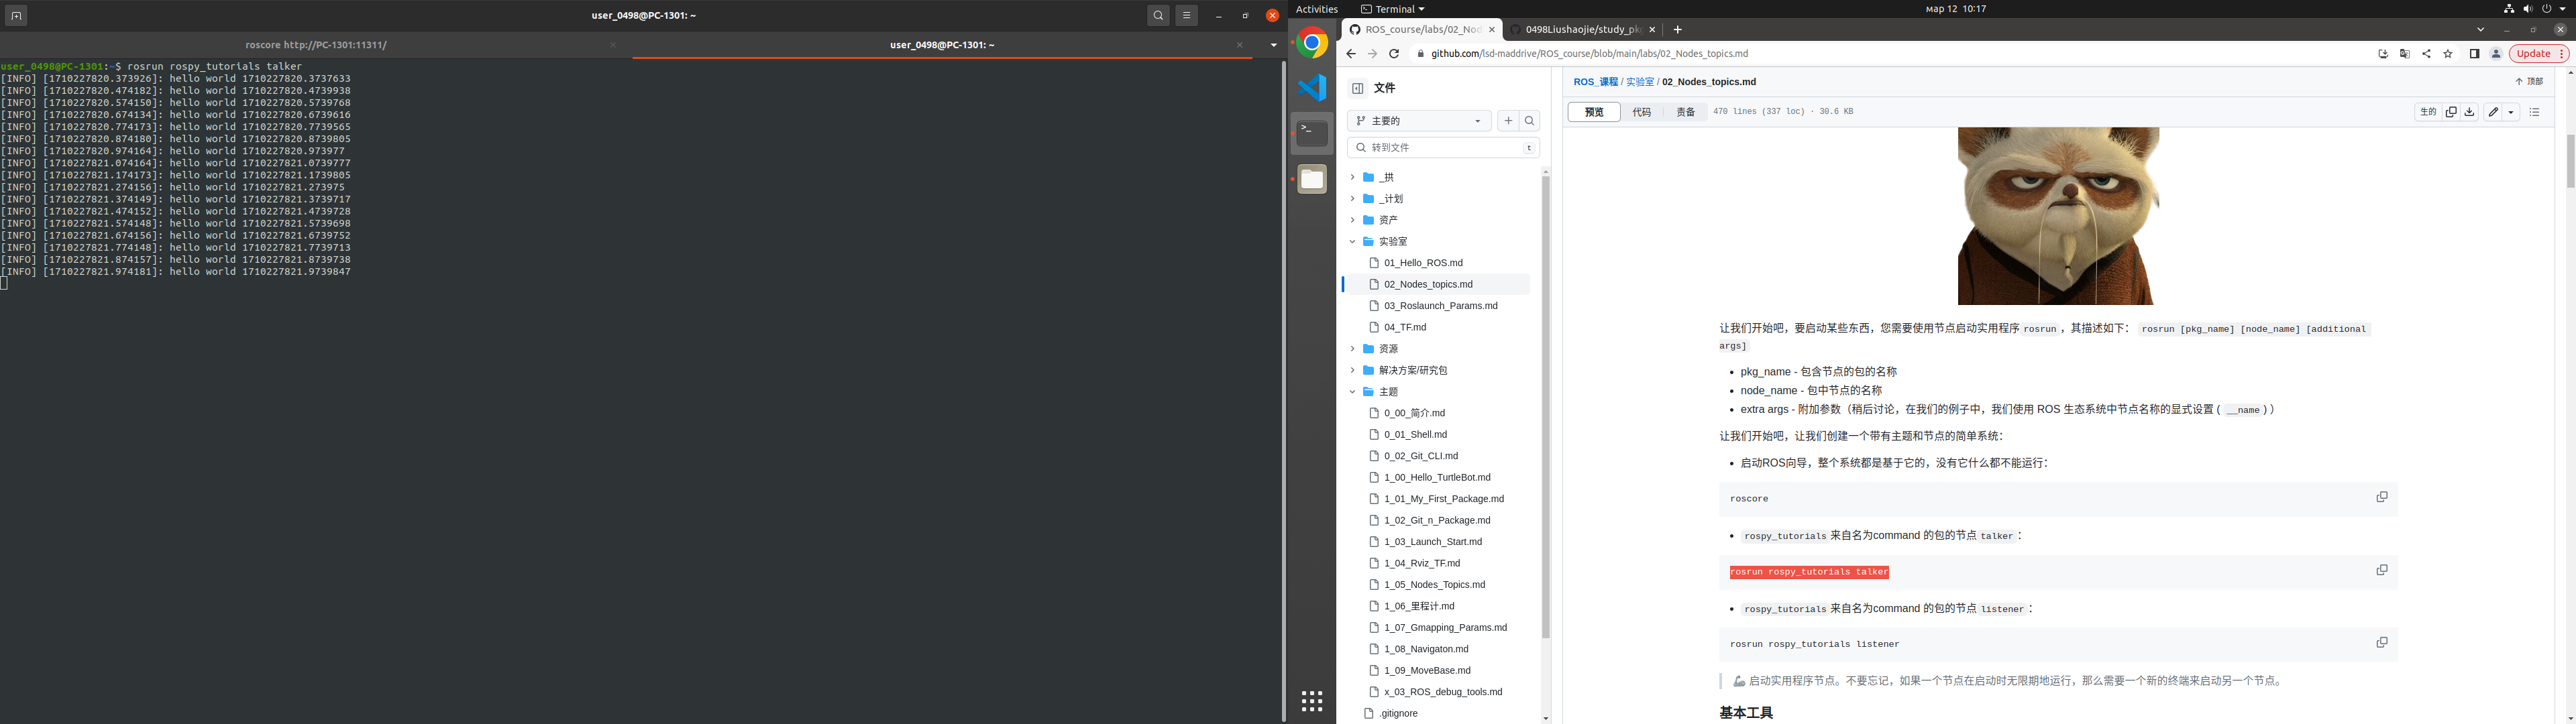 user_0498@PC-1301: ~
roscore http://PC-1301:11311/
user_0498@PC-1301: ~
user_0498@PC-1301:~$ rosrun rospy_tutorials talker
[INFO] [1710227820.373926]: hello world 1710227820.3737633
[INFO] [1710227820.474182]: hello world 1710227820.4739938
[INFO] [1710227820.574150]: hello world 1710227820.5739768
[INFO] [1710227820.674134]: hello world 1710227820.6739616
[INFO] [1710227820.774173]: hello world 1710227820.7739565
[INFO] [1710227820.874180]: hello world 1710227820.8739805
[INFO] [1710227820.974164]: hello world 1710227820.973977
[INFO] [1710227821.074164]: hello world 1710227821.0739777
[INFO] [1710227821.174173]: hello world 1710227821.1739805
[INFO] [1710227821.274156]: hello world 1710227821.273975
[INFO] [1710227821.374149]: hello world 1710227821.3739717
[INFO] [1710227821.474152]: hello world 1710227821.4739728
[INFO] [1710227821.574148]: hello world 1710227821.5739698
[INFO] [1710227821.674156]: hello world 1710227821.6739752
[INFO] [1710227821.774148]: hello world 1710227821.7739713
[INFO] [1710227821.874157]: hello world 1710227821.8739738
[INFO] [1710227821.974181]: hello world 1710227821.9739847
Activities
Terminal
мар 12 10:17
ROS_course/labs/02_Nod
0498Liushaojie/study_pkg
github.com/lsd-maddrive/ROS_course/blob/main/labs/02_Nodes_topics.md
Update
文件
主要的
转到文件
t
_拱
_计划
资产
实验室
01_Hello_ROS.md
02_Nodes_topics.md
03_Roslaunch_Params.md
04_TF.md
资源
解决方案/研究包
主题
0_00_简介.md
0_01_Shell.md
0_02_Git_CLI.md
1_00_Hello_TurtleBot.md
1_01_My_First_Package.md
1_02_Git_n_Package.md
1_03_Launch_Start.md
1_04_Rviz_TF.md
1_05_Nodes_Topics.md
1_06_里程计.md
1_07_Gmapping_Params.md
1_08_Navigaton.md
1_09_MoveBase.md
x_03_ROS_debug_tools.md
.gitignore
ROS_课程 / 实验室 / 02_Nodes_topics.md
顶部
预览
代码
责备
470 lines (337 loc) · 30.6 KB
生的
让我们开始吧，要启动某些东西，您需要使用节点启动实用程序 rosrun，其描述如下： rosrun [pkg_name] [node_name] [additional
args]
• pkg_name - 包含节点的包的名称
• node_name - 包中节点的名称
• extra args - 附加参数（稍后讨论，在我们的例子中，我们使用 ROS 生态系统中节点名称的显式设置 ( __name) ）
让我们开始吧，让我们创建一个带有主题和节点的简单系统：
• 启动ROS向导，整个系统都是基于它的，没有它什么都不能运行：
roscore
• rospy_tutorials 来自名为command 的包的节点 talker：
rosrun rospy_tutorials talker
• rospy_tutorials 来自名为command 的包的节点 listener：
rosrun rospy_tutorials listener
🦾 启动实用程序节点。不要忘记，如果一个节点在启动时无限期地运行，那么需要一个新的终端来启动另一个节点。
基本工具